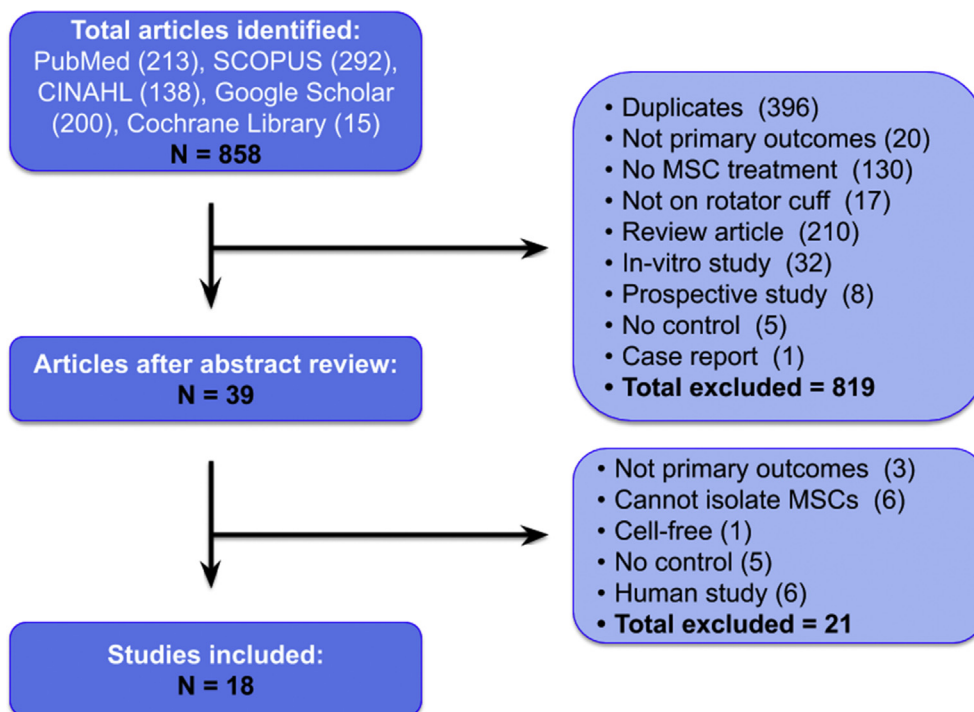 Total articles identified:
PubMed (213), SCOPUS (292),
CINAHL (138), Google Scholar
(200), Cochrane Library (15)
N = 858
• Duplicates (396)
• Not primary outcomes (20)
• No MSC treatment (130)
• Not on rotator cuff (17)
• Review article (210)
• In-vitro study (32)
• Prospective study (8)
• No control (5)
• Case report (1)
• Total excluded = 819
Articles after abstract review:
N = 39
• Not primary outcomes (3)
• Cannot isolate MSCs (6)
• Cell-free (1)
• No control (5)
• Human study (6)
• Total excluded = 21
Studies included:
N = 18